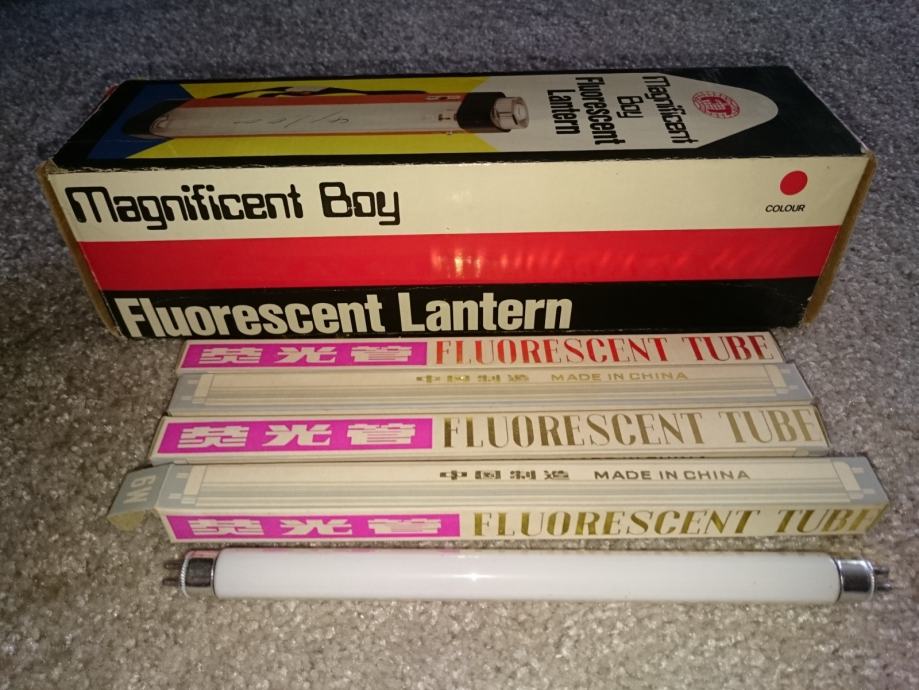 Magnificent
Boy
Fluorescent
Lantern
Magnificent Boy
COLOUR
Fluorescent Lantern
荧光管 FLUORESCENT TUBE
中国制造 MADE IN CHINA
荧光管 FLUORESCENT TUBE
6W
中国制造 MADE IN CHINA
荧光管 FLUORESCENT TUBE